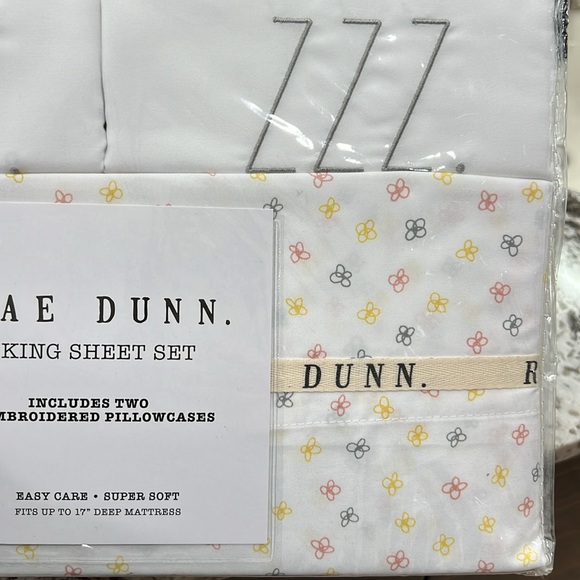 ZZZ.
AE DUNN.
KING SHEET SET
DUNN. R
INCLUDES TWO
MBROIDERED PILLOWCASES
EASY CARE • SUPER SOFT
FITS UP TO 17" DEEP MATTRESS